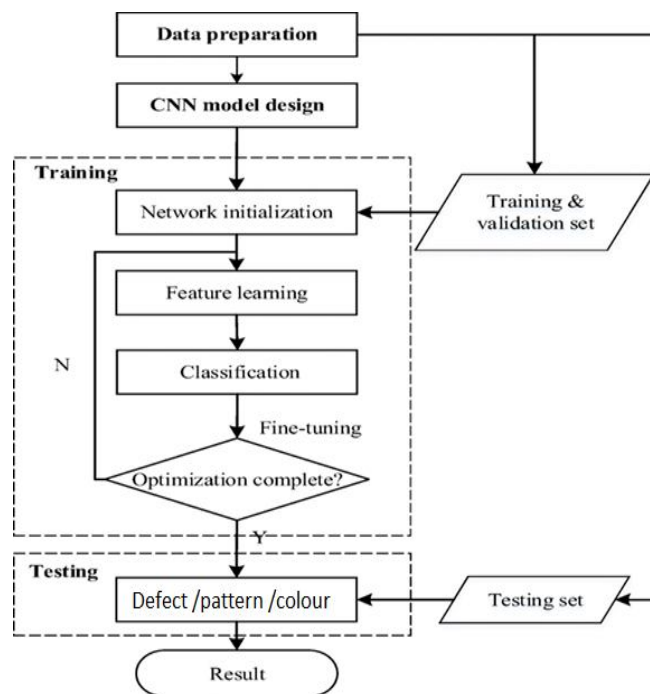 Data preparation
CNN model design
Training
Network initialization
Training &
validation set
Feature learning
N
Classification
Fine-tuning
Optimization complete?
Y
Testing
Defect /pattern /colour
Testing set
Result